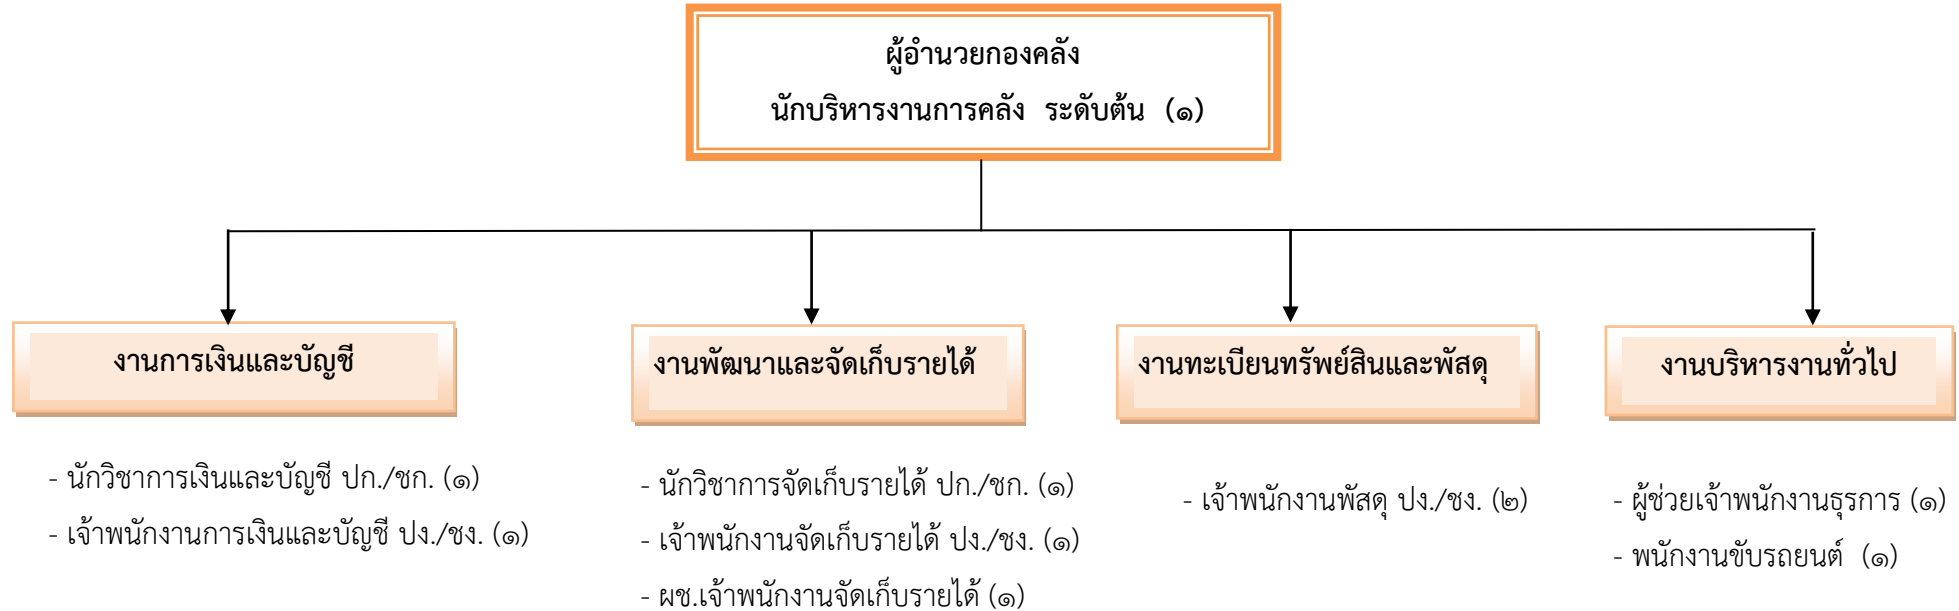 ผู้อำนวยกองคลัง
นักบริหารงานการคลัง ระดับต้น (๑)
งานการเงินและบัญชี
- นักวิชาการเงินและบัญชี ปก./ชก. (๑)
- เจ้าพนักงานการเงินและบัญชี ปง./ชง. (๑)
งานพัฒนาและจัดเก็บรายได้
- นักวิชาการจัดเก็บรายได้ ปก./ชก. (๑)
- เจ้าพนักงานจัดเก็บรายได้ ปง./ชง. (๑)
- ผช.เจ้าพนักงานจัดเก็บรายได้ (๑)
งานทะเบียนทรัพย์สินและพัสดุ
- เจ้าพนักงานพัสดุ ปง./ชง. (๒)
งานบริหารงานทั่วไป
- ผู้ช่วยเจ้าพนักงานธุรการ (๑)
- พนักงานขับรถยนต์ (๑)